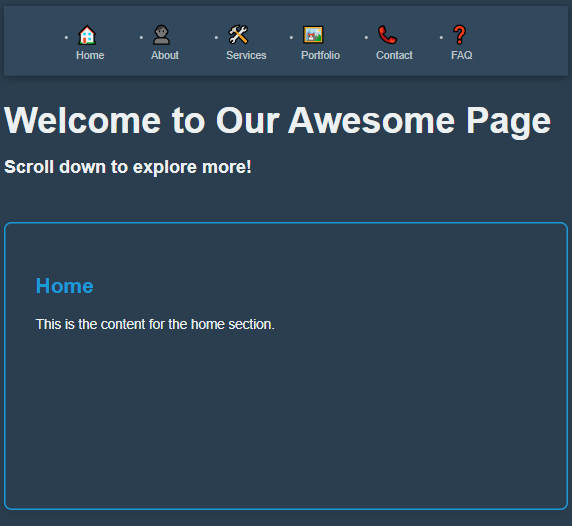 Home About Services Portfolio Contact FAQ
Welcome to Our Awesome Page
Scroll down to explore more!
Home
This is the content for the home section.